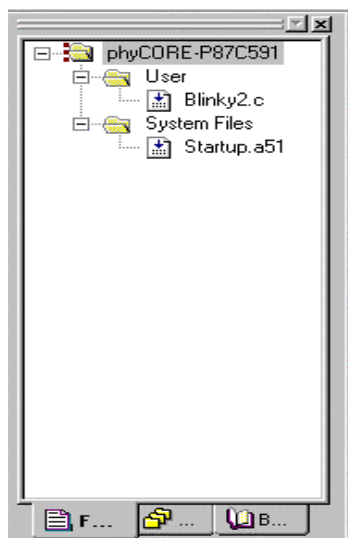 phyCORE-P87C591
User
Blinky2.c
System Files
Startup.a51
F... ... B...